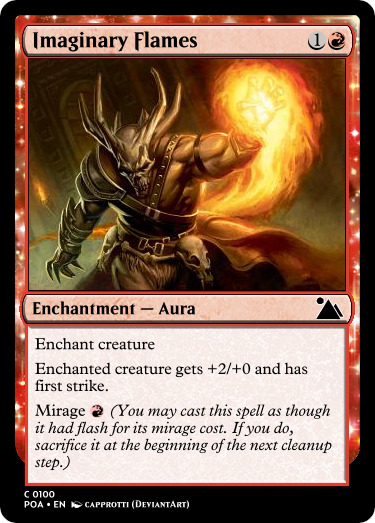 Imaginary Flames 1
Enchantment — Aura
Enchant creature
Enchanted creature gets +2/+0 and has
first strike.
Mirage (You may cast this spell as though
it had flash for its mirage cost. If you do,
sacrifice it at the beginning of the next cleanup
step.)
C 0100
POA • EN CAPPROTTI (DEVIANTART)